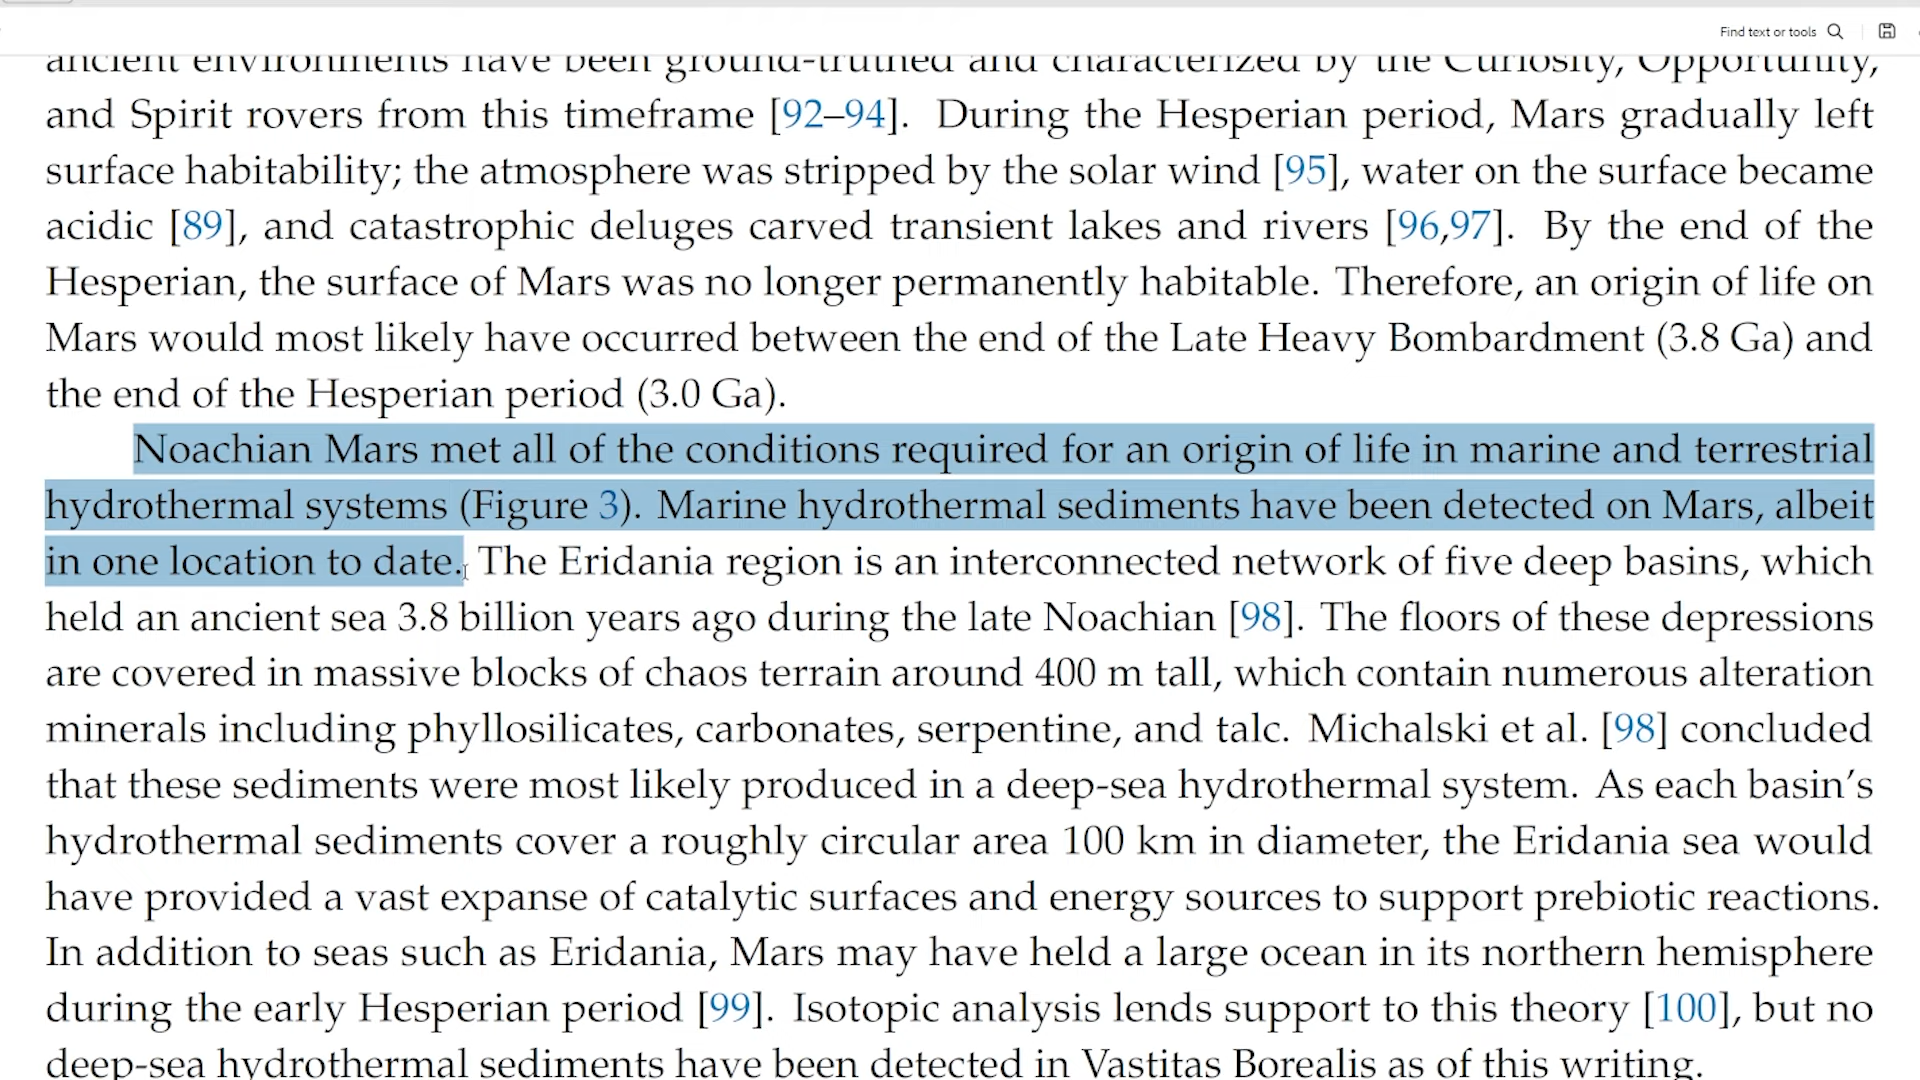 Find text or tools
ancient environments have been ground-truthed and characterized by the Curiosity, Opportunity,
and Spirit rovers from this timeframe [92–94]. During the Hesperian period, Mars gradually left
surface habitability; the atmosphere was stripped by the solar wind [95], water on the surface became
acidic [89], and catastrophic deluges carved transient lakes and rivers [96,97]. By the end of the
Hesperian, the surface of Mars was no longer permanently habitable. Therefore, an origin of life on
Mars would most likely have occurred between the end of the Late Heavy Bombardment (3.8 Ga) and
the end of the Hesperian period (3.0 Ga).
Noachian Mars met all of the conditions required for an origin of life in marine and terrestrial
hydrothermal systems (Figure 3). Marine hydrothermal sediments have been detected on Mars, albeit
in one location to date. The Eridania region is an interconnected network of five deep basins, which
held an ancient sea 3.8 billion years ago during the late Noachian [98]. The floors of these depressions
are covered in massive blocks of chaos terrain around 400 m tall, which contain numerous alteration
minerals including phyllosilicates, carbonates, serpentine, and talc. Michalski et al. [98] concluded
that these sediments were most likely produced in a deep-sea hydrothermal system. As each basin’s
hydrothermal sediments cover a roughly circular area 100 km in diameter, the Eridania sea would
have provided a vast expanse of catalytic surfaces and energy sources to support prebiotic reactions.
In addition to seas such as Eridania, Mars may have held a large ocean in its northern hemisphere
during the early Hesperian period [99]. Isotopic analysis lends support to this theory [100], but no
deep-sea hydrothermal sediments have been detected in Vastitas Borealis as of this writing.